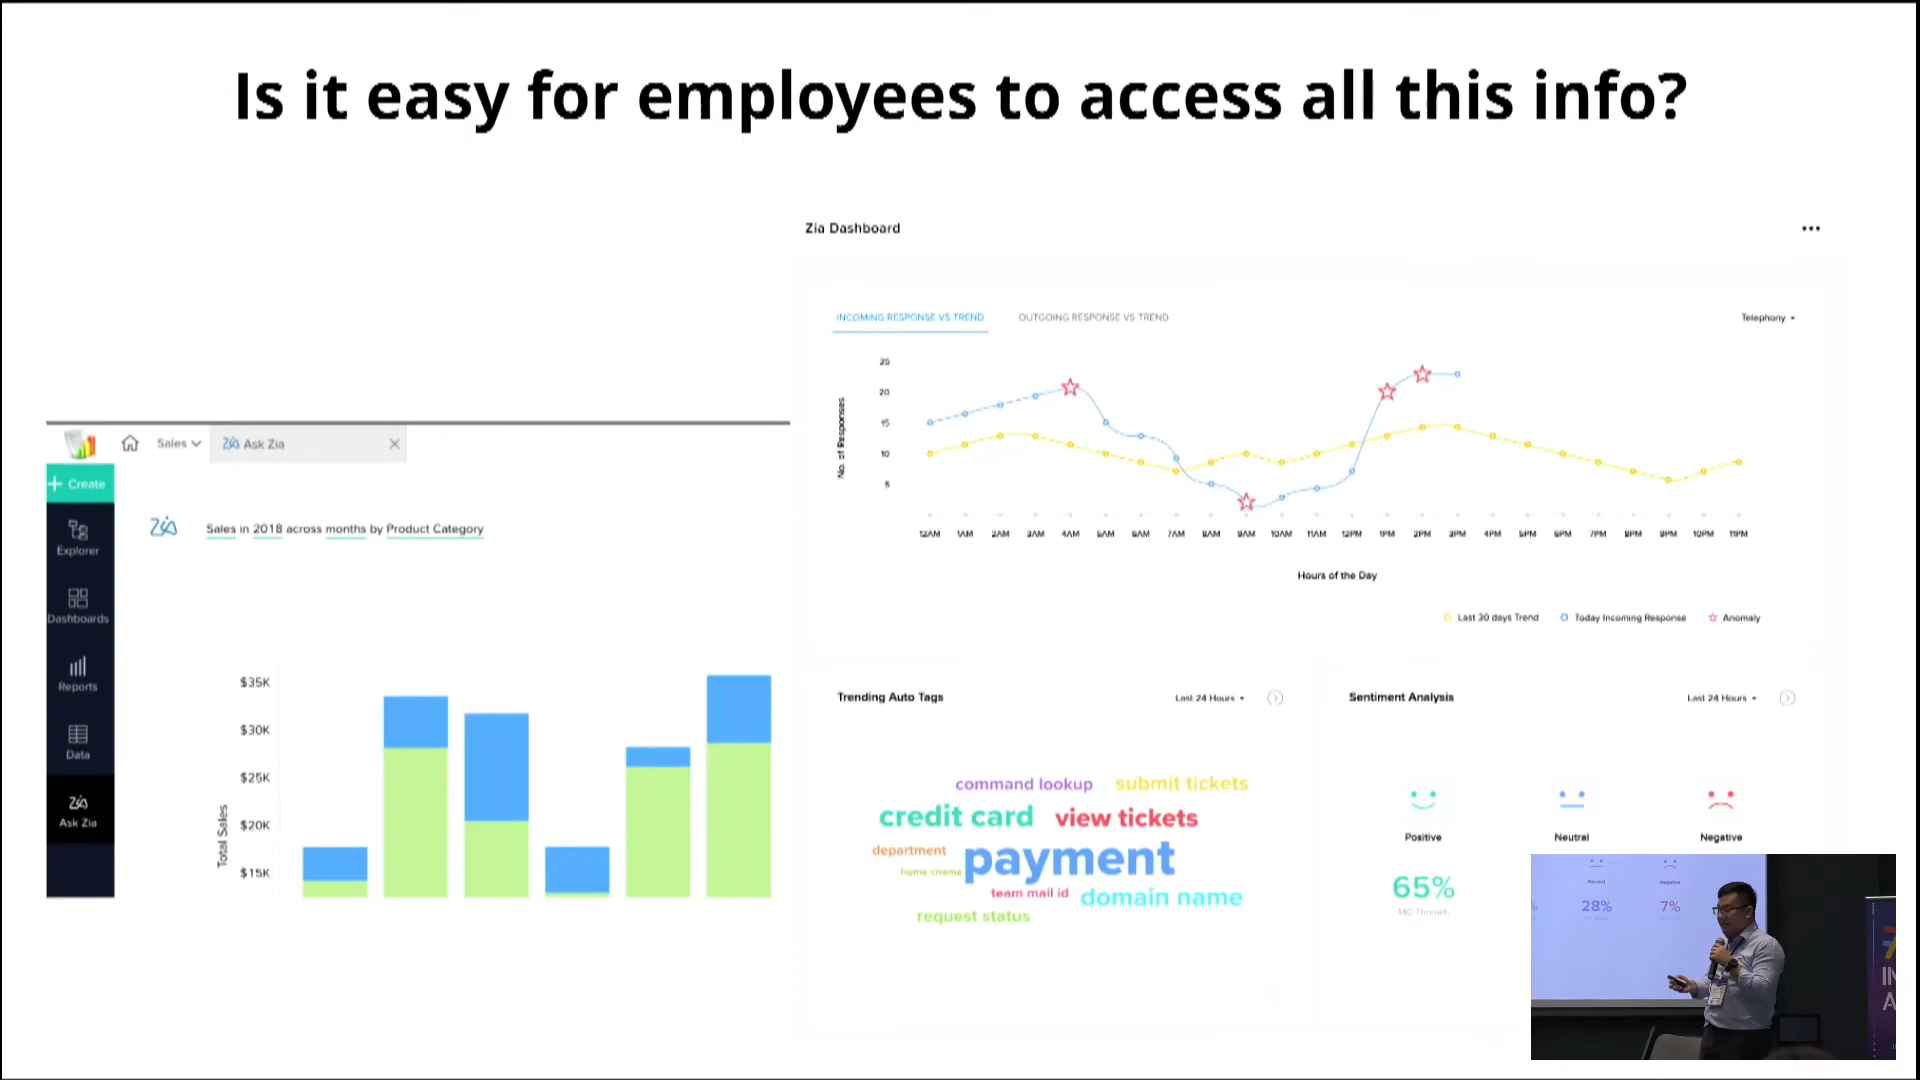 Is it easy for employees to access all this info?
Zia Dashboard
INCOMING RESPONSE VS TREND
OUTGOING RESPONSE VS TREND
Telephony
25
20
15
10
5
No. of Responses
12AM 1AM 2AM 3AM 4AM 5AM 6AM 7AM 8AM 9AM 10AM 11AM 12PM 1PM 2PM 3PM 4PM 5PM 6PM 7PM 8PM 9PM 10PM 11PM
Hours of the Day
Last 30 days Trend
Today Incoming Response
Anomaly
Sales
Zia Ask Zia
+ Create
Explorer
Dashboards
Reports
Data
Zia
Ask Zia
Zia
Sales in 2018 across months by Product Category
$35K
$30K
$25K
$20K
$15K
Total Sales
Trending Auto Tags
Last 24 Hours
command lookup
submit tickets
credit card
view tickets
department
payment
home cname
team mail id
domain name
request status
Sentiment Analysis
Last 24 Hours
Positive
Neutral
Negative
65%
28%
7%